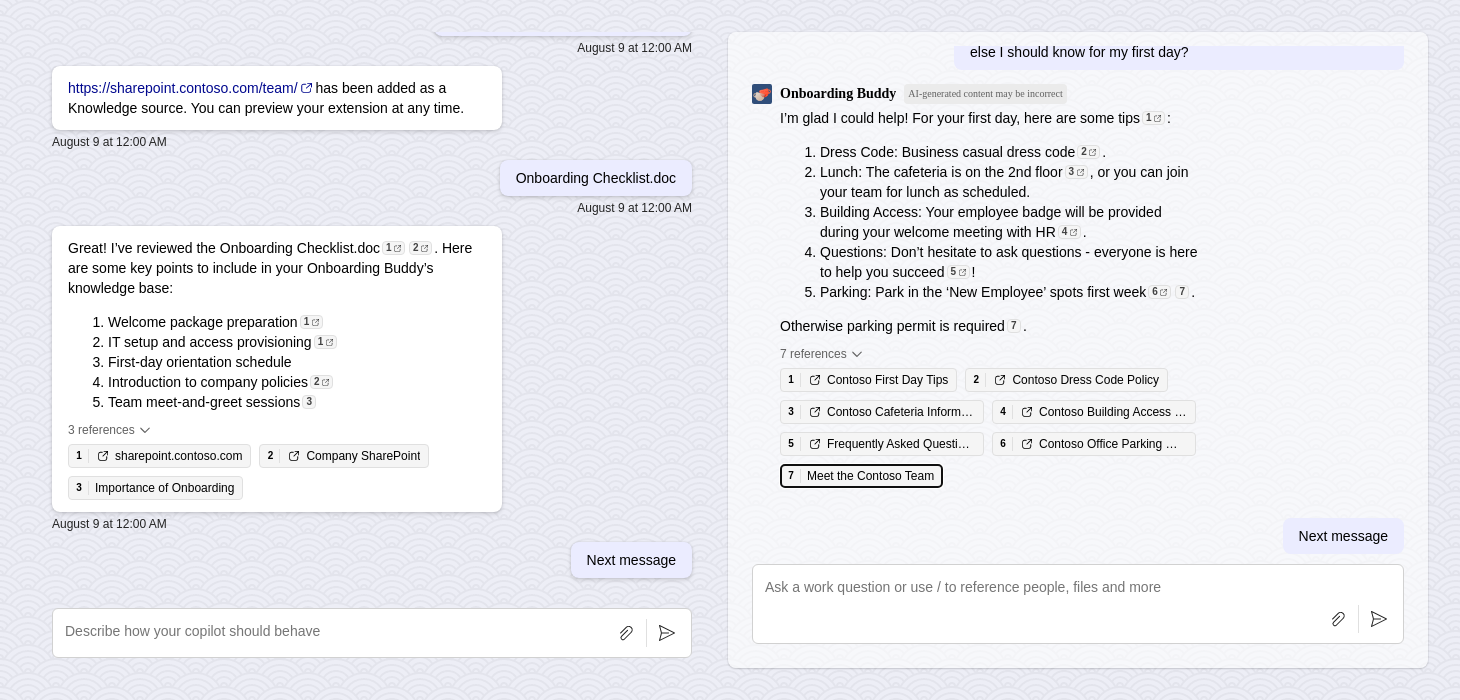 August 9 at 12:00 AM
https://sharepoint.contoso.com/team/ has been added as a
Knowledge source. You can preview your extension at any time.
August 9 at 12:00 AM
Onboarding Checklist.doc
August 9 at 12:00 AM
Great! I’ve reviewed the Onboarding Checklist.doc 1 2 . Here
are some key points to include in your Onboarding Buddy’s
knowledge base:
1. Welcome package preparation 1
2. IT setup and access provisioning 1
3. First-day orientation schedule
4. Introduction to company policies 2
5. Team meet-and-greet sessions 3
3 references
1 sharepoint.contoso.com 2 Company SharePoint
3 Importance of Onboarding
August 9 at 12:00 AM
Next message
Describe how your copilot should behave
else I should know for my first day?
Onboarding Buddy AI-generated content may be incorrect
I’m glad I could help! For your first day, here are some tips 1 :
1. Dress Code: Business casual dress code 2 .
2. Lunch: The cafeteria is on the 2nd floor 3 , or you can join
your team for lunch as scheduled.
3. Building Access: Your employee badge will be provided
during your welcome meeting with HR 4 .
4. Questions: Don’t hesitate to ask questions - everyone is here
to help you succeed 5 !
5. Parking: Park in the ‘New Employee’ spots first week 6 7 .
Otherwise parking permit is required 7 .
7 references
1 Contoso First Day Tips 2 Contoso Dress Code Policy
3 Contoso Cafeteria Inform… 4 Contoso Building Access …
5 Frequently Asked Questi… 6 Contoso Office Parking …
7 Meet the Contoso Team
Next message
Ask a work question or use / to reference people, files and more